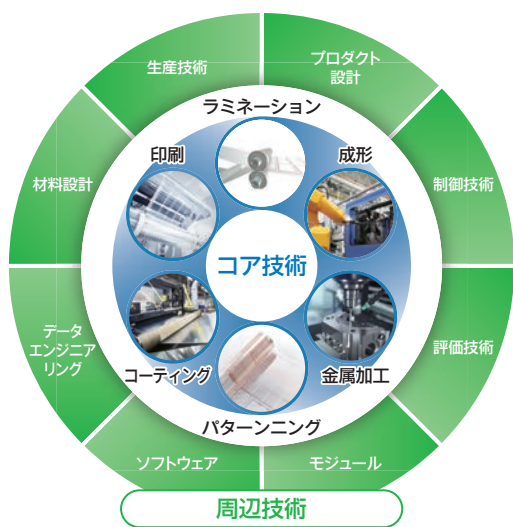 生産技術
プロダクト
設計
ラミネーション
印刷
成形
材料設計
制御技術
コア技術
データ
エンジニア
リング
評価技術
コーティング
金属加工
パターンニング
ソフトウェア
モジュール
周辺技術